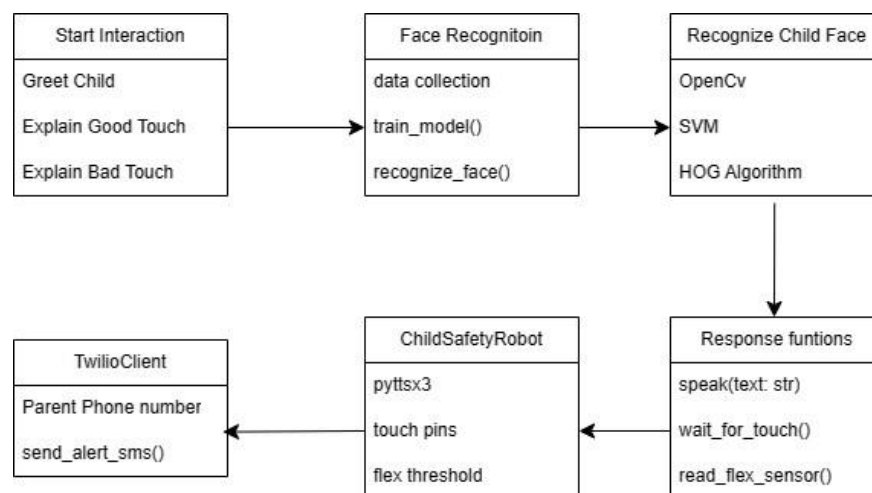 Start Interaction
Greet Child
Explain Good Touch
Explain Bad Touch
Face Recognitoin
data collection
train_model()
recognize_face()
Recognize Child Face
OpenCv
SVM
HOG Algorithm
TwilioClient
Parent Phone number
send_alert_sms()
ChildSafetyRobot
pyttsx3
touch pins
flex threshold
Response funtions
speak(text: str)
wait_for_touch()
read_flex_sensor()